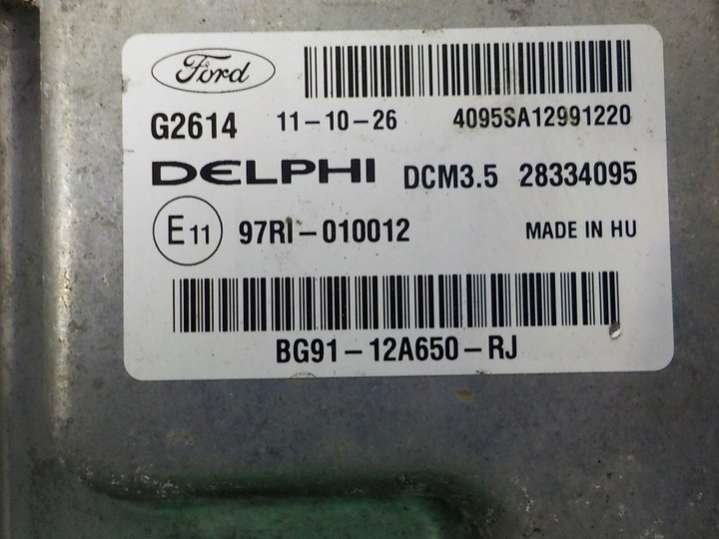 Ford
G2614 11-10-26 4095SA12991220
DELPHI DCM3.5 28334095
E11 97RI-010012 MADE IN HU
BG91-12A650-RJ